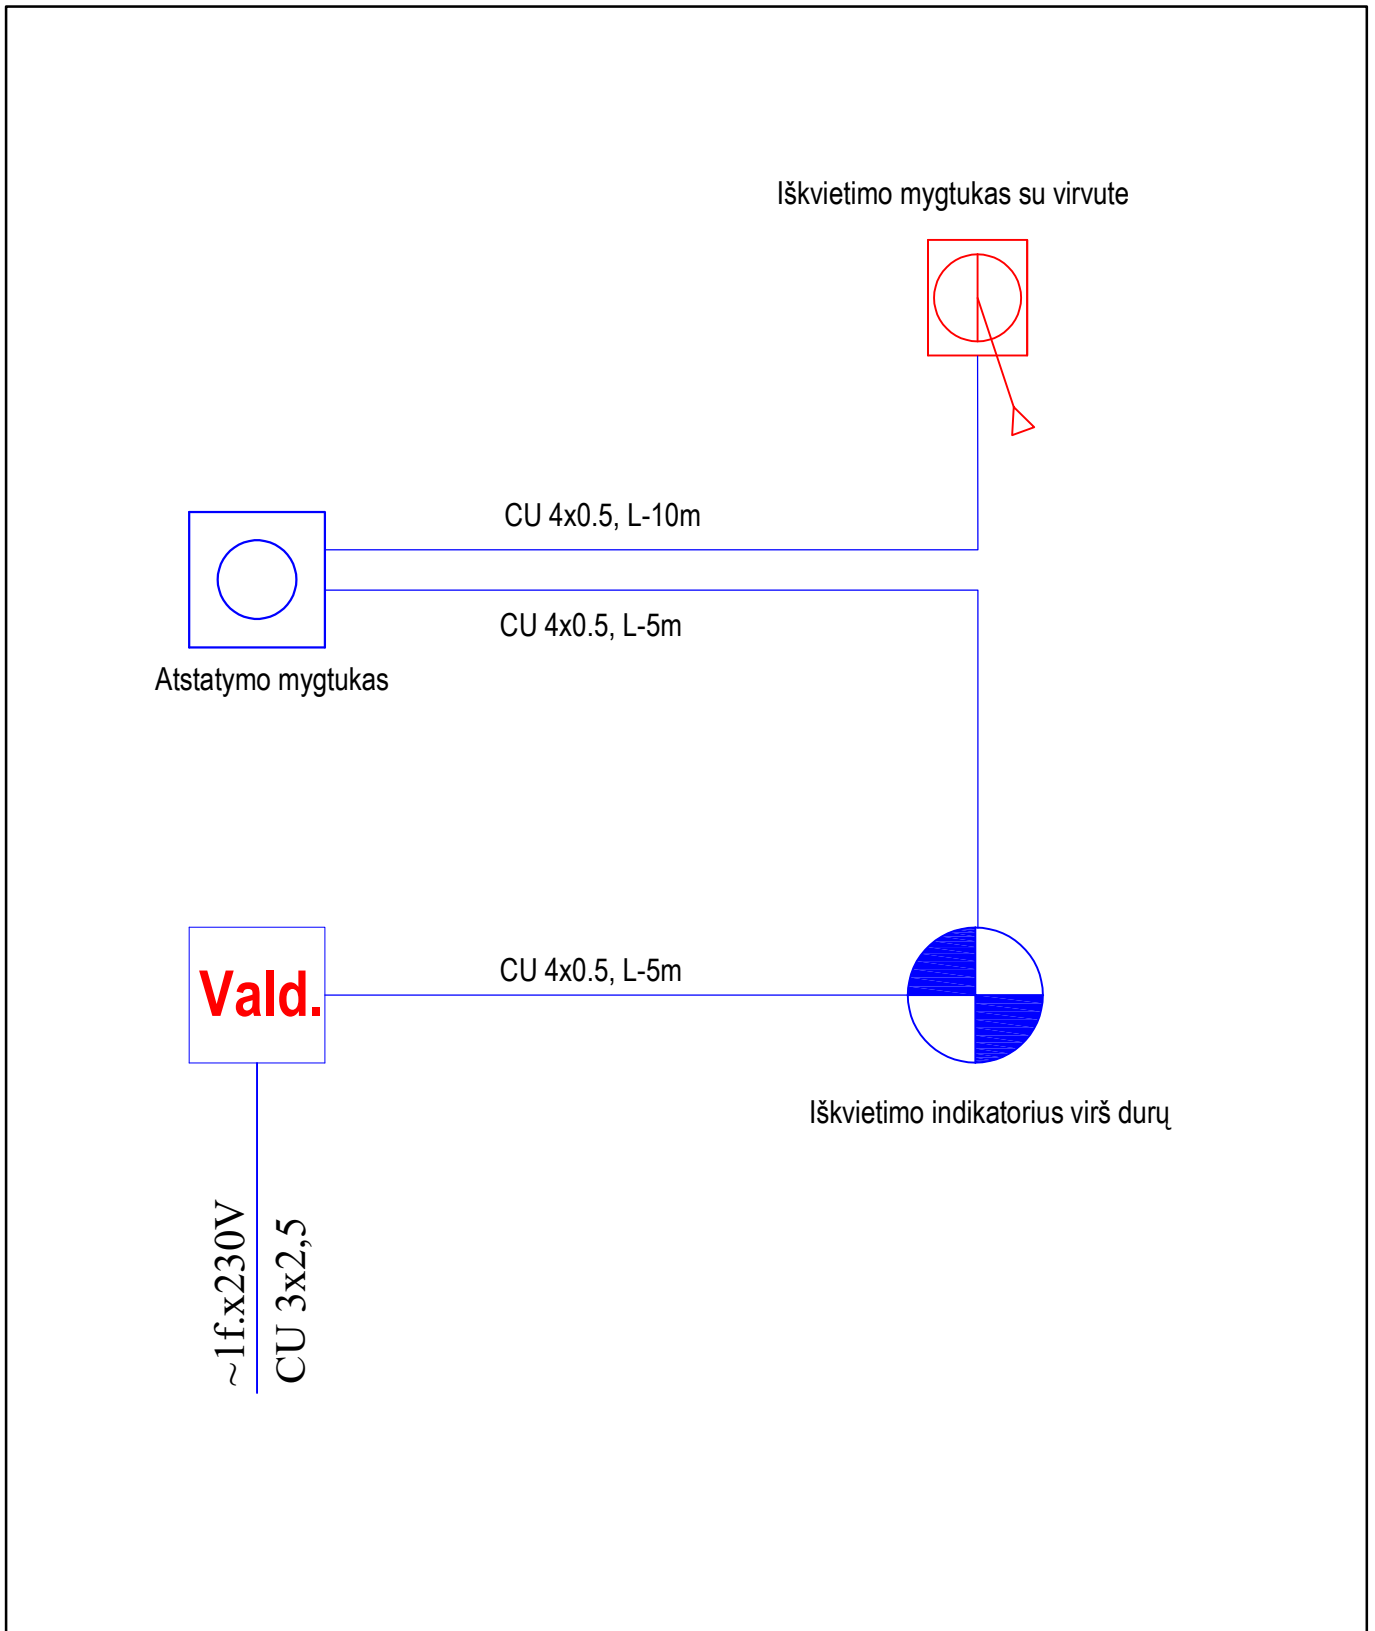 Iškvietimo mygtukas su virvute
CU 4x0.5, L-10m
CU 4x0.5, L-5m
Atstatymo mygtukas
Vald.
CU 4x0.5, L-5m
Iškvietimo indikatorius virš durų
~1f.x230V
CU 3x2,5